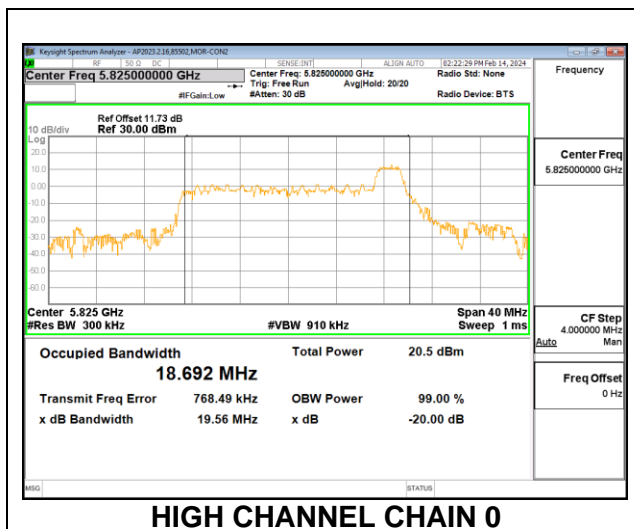 Keysight Spectrum Analyzer - AP2023.2.16,85502,MOR-CON2
RF 50 Ω DC SENSE:INT ALIGN AUTO 02:22:29 PM Feb 14, 2024
Center Freq 5.825000000 GHz
Center Freq: 5.825000000 GHz Radio Std: None
Trig: Free Run Avg|Hold: 20/20
#IFGain:Low #Atten: 30 dB Radio Device: BTS
Frequency
Ref Offset 11.73 dB
10 dB/div Ref 30.00 dBm
Log
20.0
10.0
0.00
-10.0
-20.0
-30.0
-40.0
-50.0
-60.0
Center Freq
5.825000000 GHz
Center 5.825 GHz Span 40 MHz
#Res BW 300 kHz #VBW 910 kHz Sweep 1 ms
CF Step
4.000000 MHz
Auto Man
Occupied Bandwidth Total Power 20.5 dBm
18.692 MHz
Transmit Freq Error 768.49 kHz OBW Power 99.00 %
x dB Bandwidth 19.56 MHz x dB -20.00 dB
Freq Offset
0 Hz
MSG STATUS
HIGH CHANNEL CHAIN 0